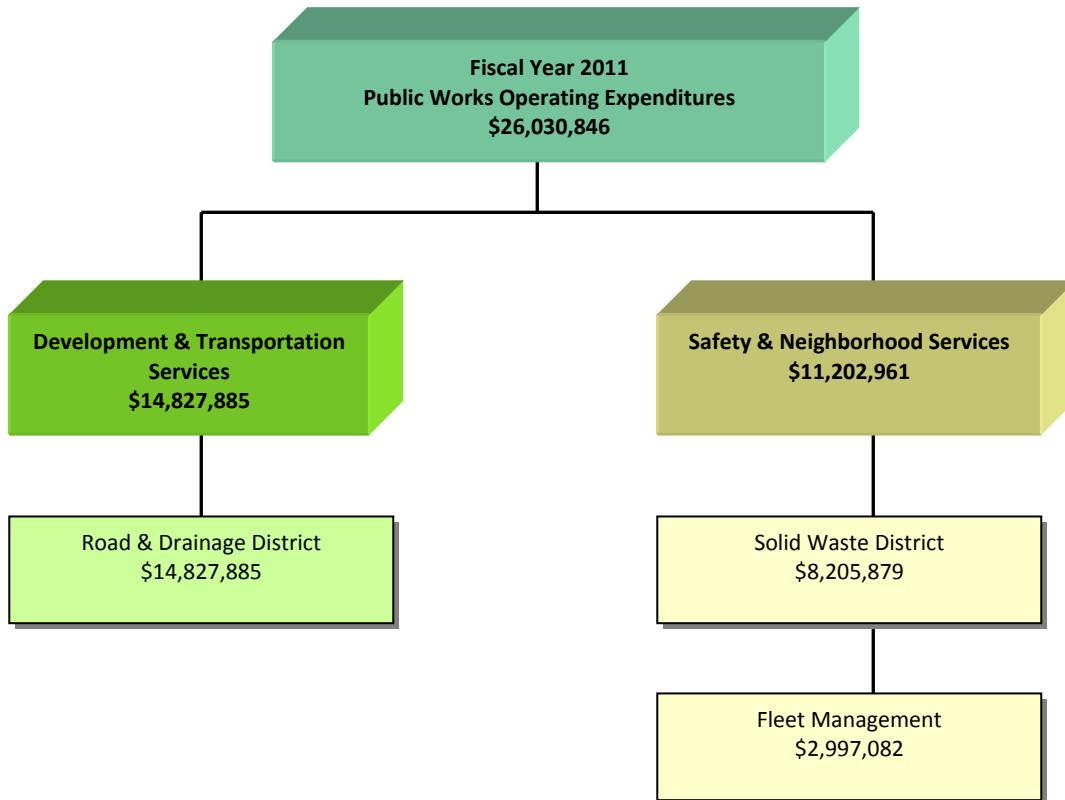 Fiscal Year 2011
Public Works Operating Expenditures
$26,030,846
Development & Transportation
Services
$14,827,885
Safety & Neighborhood Services
$11,202,961
Road & Drainage District
$14,827,885
Solid Waste District
$8,205,879
Fleet Management
$2,997,082